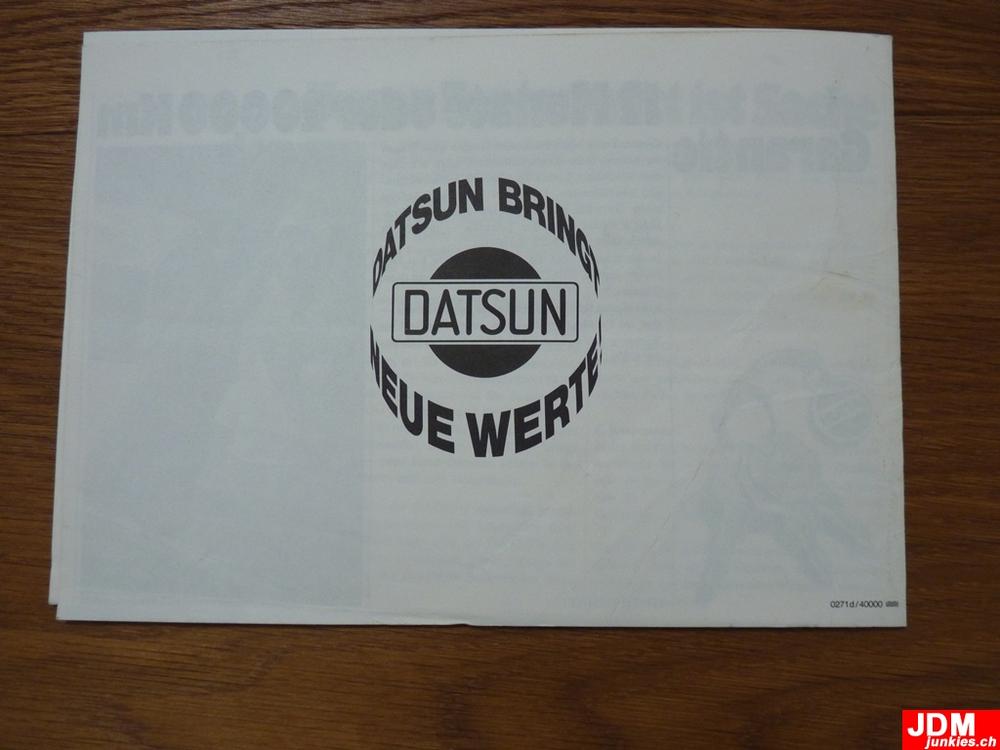 DATSUN BRINGT
DATSUN
NEUE WERTE!
0271d/40000
JDM
junkies.ch